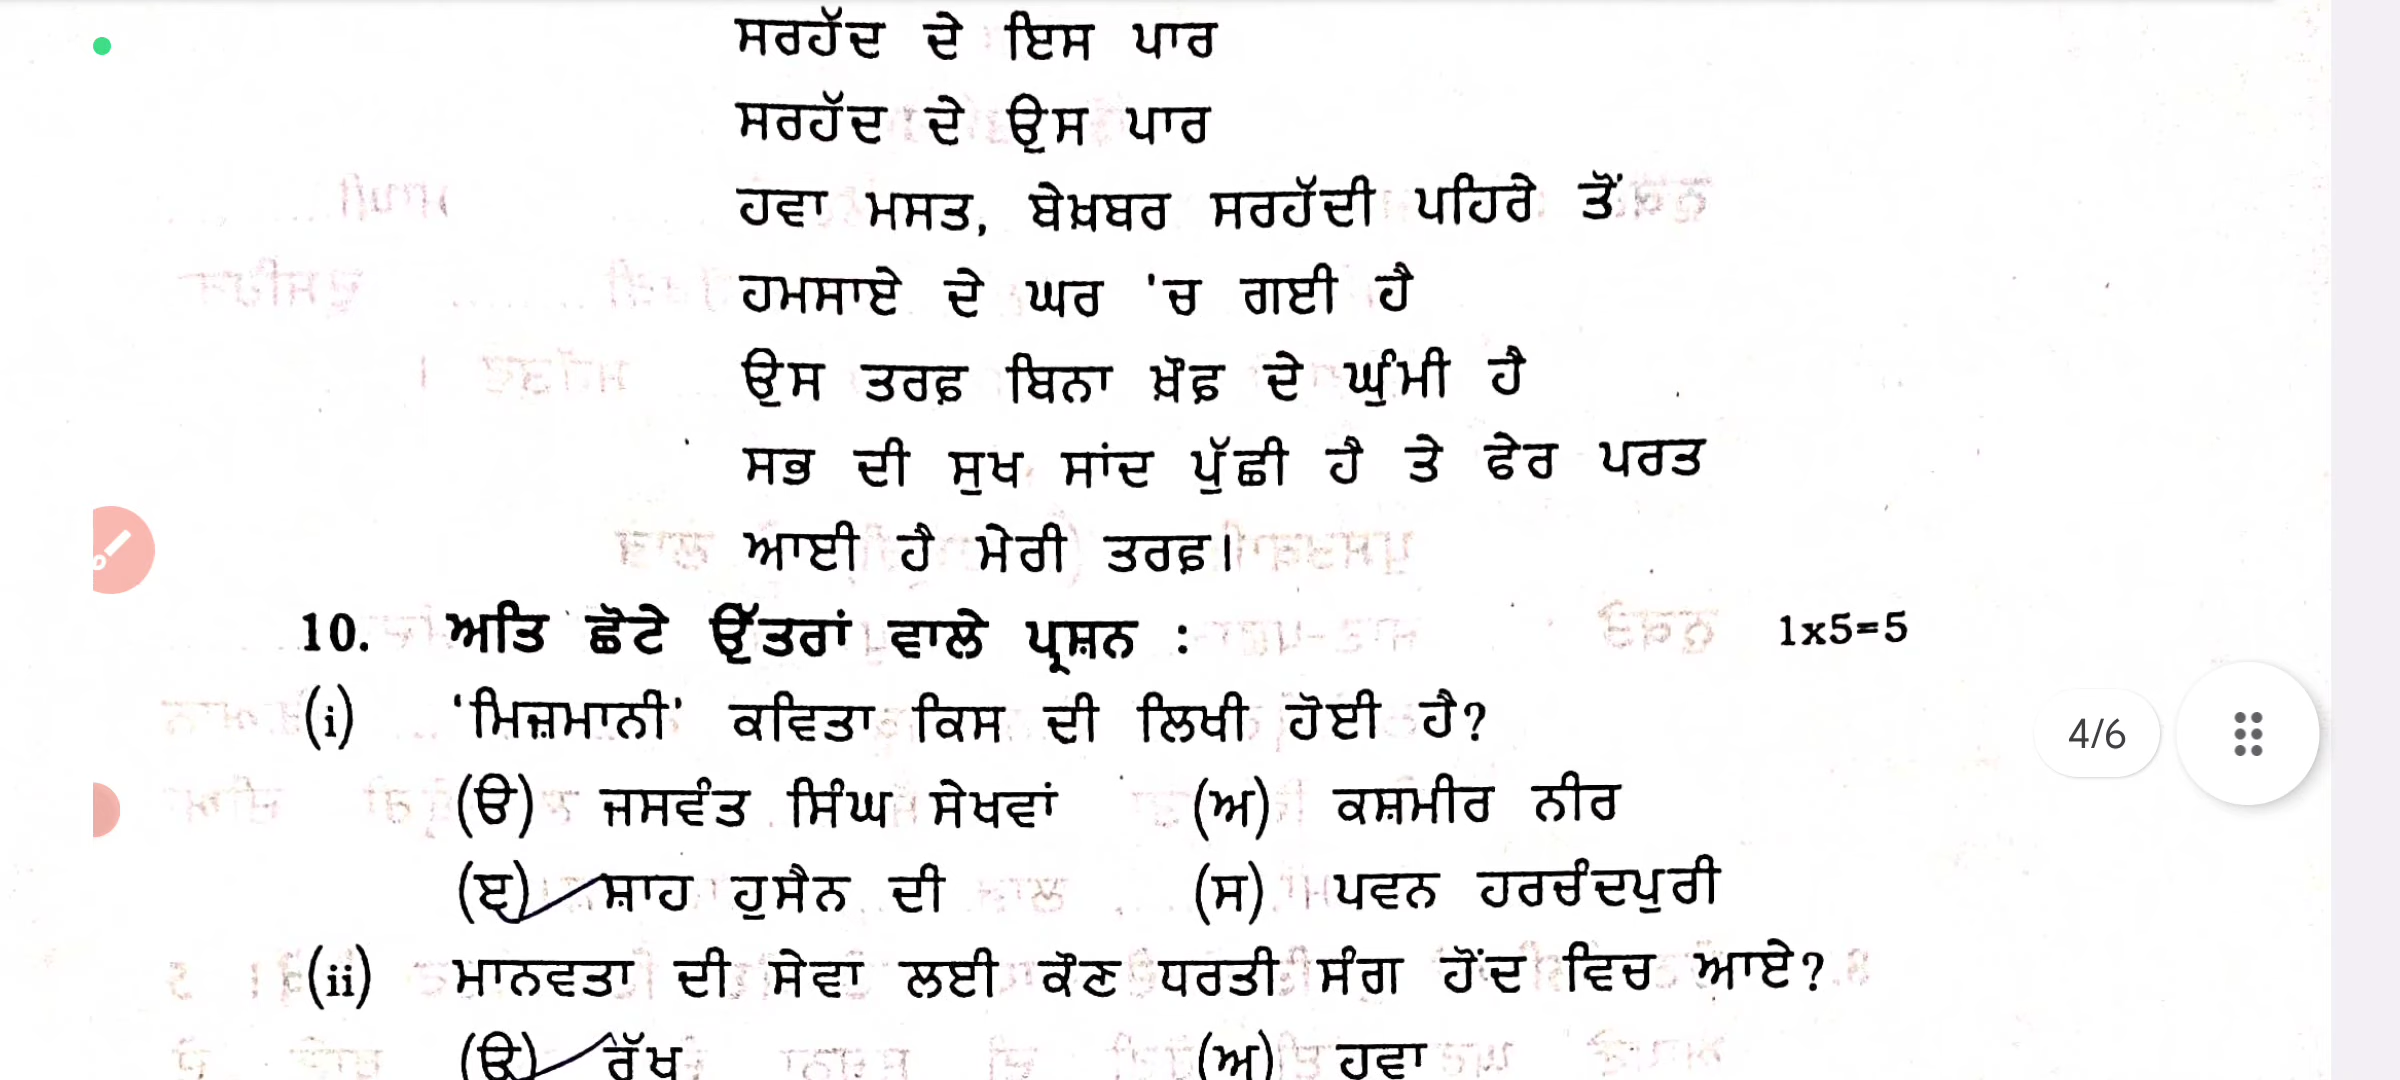 ਸਰਹੱਦ ਦੇ ਇਸ ਪਾਰ
ਸਰਹੱਦ ਦੇ ਉਸ ਪਾਰ
ਹਵਾ ਮਸਤ, ਬੇਖ਼ਬਰ ਸਰਹੱਦੀ ਪਹਿਰੇ ਤੋਂ
ਹਮਸਾਏ ਦੇ ਘਰ 'ਚ ਗਈ ਹੈ
ਉਸ ਤਰਫ਼ ਬਿਨਾ ਖ਼ੌਫ਼ ਦੇ ਘੁੰਮੀ ਹੈ
ਸਭ ਦੀ ਸੁਖ ਸਾਂਦ ਪੁੱਛੀ ਹੈ ਤੇ ਫੇਰ ਪਰਤ
ਆਈ ਹੈ ਮੇਰੀ ਤਰਫ਼।
10. ਅਤਿ ਛੋਟੇ ਉੱਤਰਾਂ ਵਾਲੇ ਪ੍ਰਸ਼ਨ : 1x5=5
(i) 'ਮਿਜ਼ਮਾਨੀ' ਕਵਿਤਾ ਕਿਸ ਦੀ ਲਿਖੀ ਹੋਈ ਹੈ?
(ੳ) ਜਸਵੰਤ ਸਿੰਘ ਸੇਖਵਾਂ (ਅ) ਕਸ਼ਮੀਰ ਨੀਰ
(ੲ) ਸ਼ਾਹ ਹੁਸੈਨ ਦੀ (ਸ) ਪਵਨ ਹਰਚੰਦਪੁਰੀ
4/6
(ii) ਮਾਨਵਤਾ ਦੀ ਸੇਵਾ ਲਈ ਕੌਣ ਧਰਤੀ ਸੰਗ ਹੋਂਦ ਵਿਚ ਆਏ?
(ੳ) ਰੁੱਖ (ਅ) ਹਵਾ